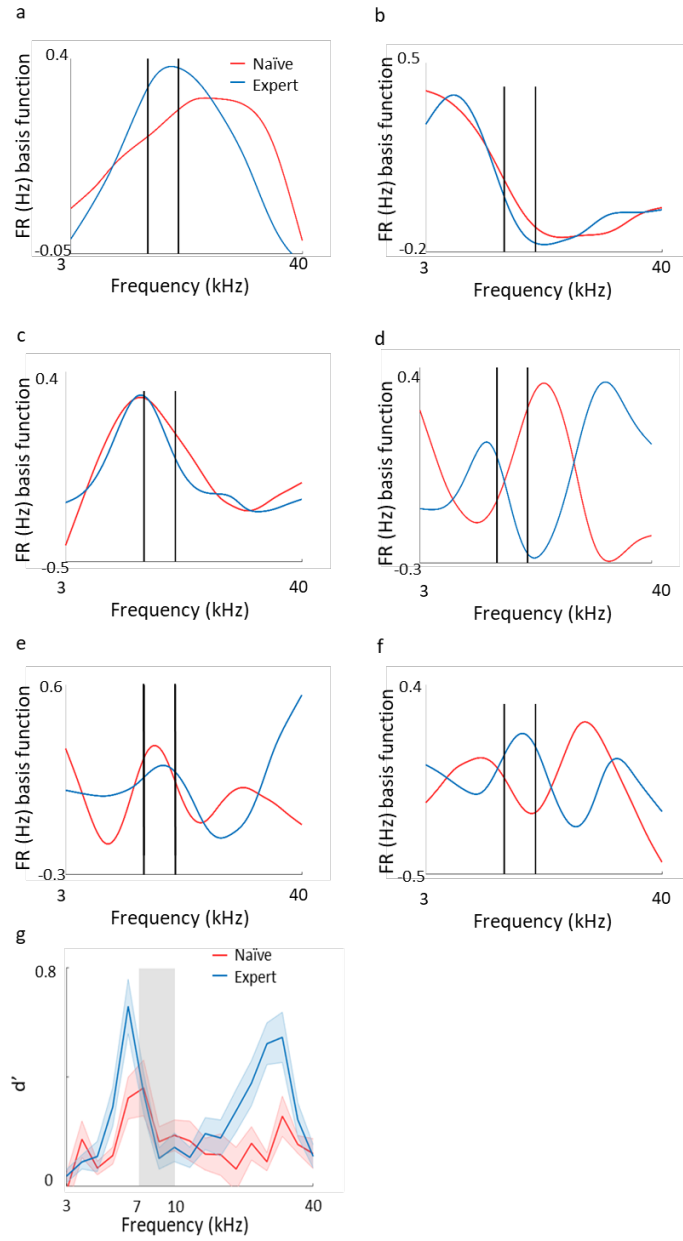 a
0.4
Naïve
Expert
FR (Hz) basis function
-0.05
3
40
Frequency (kHz)
b
0.5
FR (Hz) basis function
-0.2
3
40
Frequency (kHz)
c
0.4
FR (Hz) basis function
-0.5
3
40
Frequency (kHz)
d
0.4
FR (Hz) basis function
-0.3
3
40
Frequency (kHz)
e
0.6
FR (Hz) basis function
-0.3
3
40
Frequency (kHz)
f
0.4
FR (Hz) basis function
-0.5
3
40
Frequency (kHz)
g
Naïve
Expert
0.8
d'
0
3
7
10
40
Frequency (kHz)